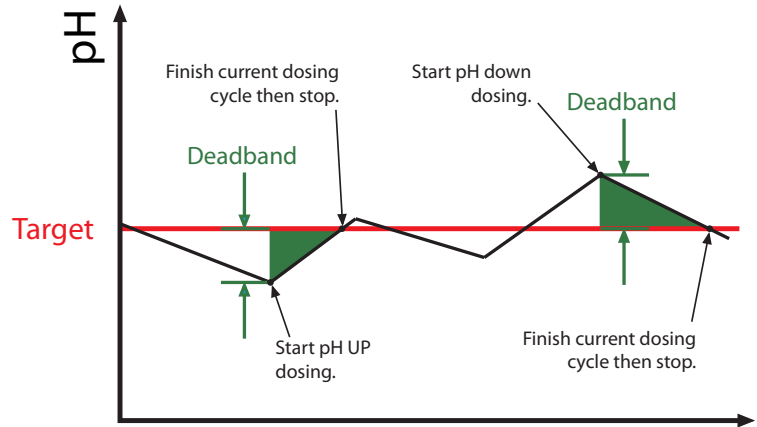 pH
Finish current dosing
cycle then stop.
Start pH down
dosing.
Deadband
Deadband
Target
Start pH UP
dosing.
Finish current dosing
cycle then stop.